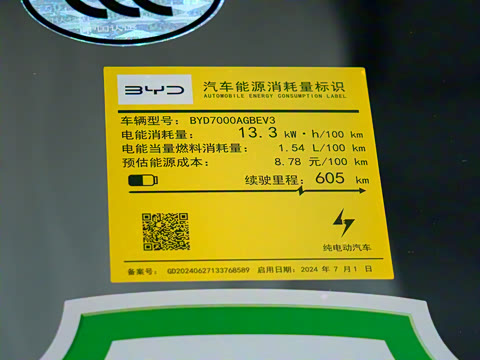 BYD 汽车能源消耗量标识
AUTOMOBILE ENERGY CONSUMPTION LABEL
车辆型号： BYD7000AGBEV3
电能消耗量： 13.3 kW·h/100 km
电能当量燃料消耗量： 1.54 L/100 km
预估能源成本： 8.78 元/100 km
续驶里程： 605 km
纯电动汽车
备案号： GD20240627133768589 启用日期： 2024 年 7 月 1 日